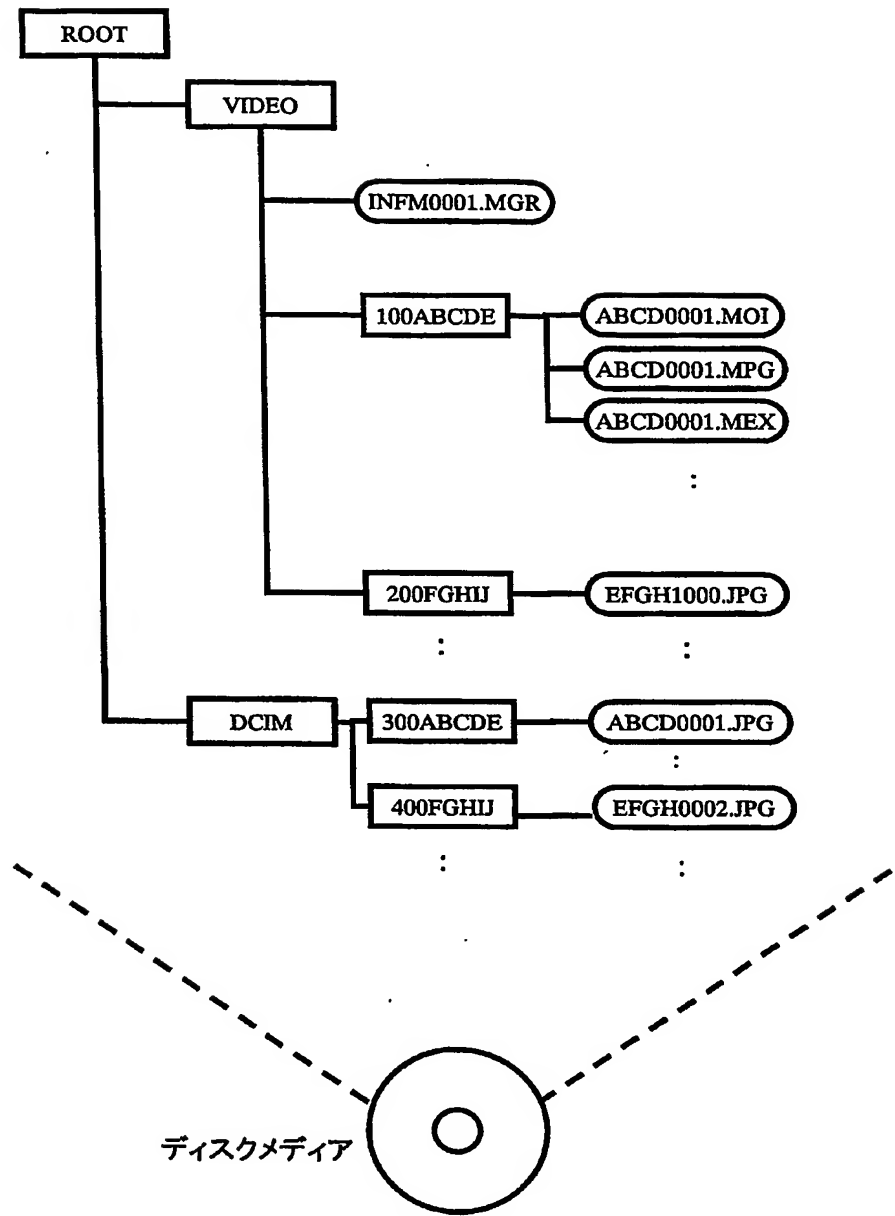 ROOT
VIDEO
INFM0001.MGR
100ABCDE
ABCD0001.MOI
ABCD0001.MPG
ABCD0001.MEX
:
200FGHIJ
EFGH1000.JPG
:
:
DCIM
300ABCDE
ABCD0001.JPG
:
400FGHIJ
EFGH0002.JPG
:
:
ディスクメディア